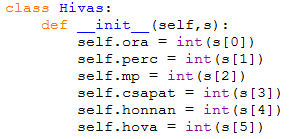 class Hivas:
    def __init__(self,s):
        self.ora = int(s[0])
        self.perc = int(s[1])
        self.mp = int(s[2])
        self.csapat = int(s[3])
        self.honnan = int(s[4])
        self.hova = int(s[5])